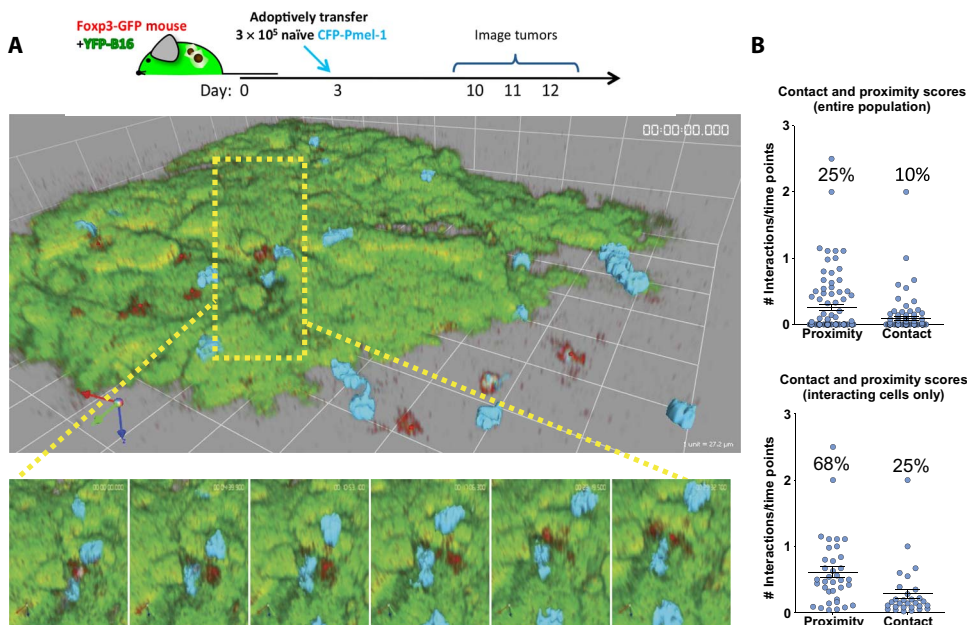 A
Foxp3-GFP mouse
+YFP-B16
Adoptively transfer
3 × 10⁵ naïve CFP-Pmel-1
Image tumors
Day: 0 3 10 11 12
00:00:00.000
1 unit = 27.2 µm
B
Contact and proximity scores
(entire population)
# Interactions/time points
3
2
1
0
25% 10%
Proximity Contact
Contact and proximity scores
(interacting cells only)
# Interactions/time points
3
2
1
0
68% 25%
Proximity Contact